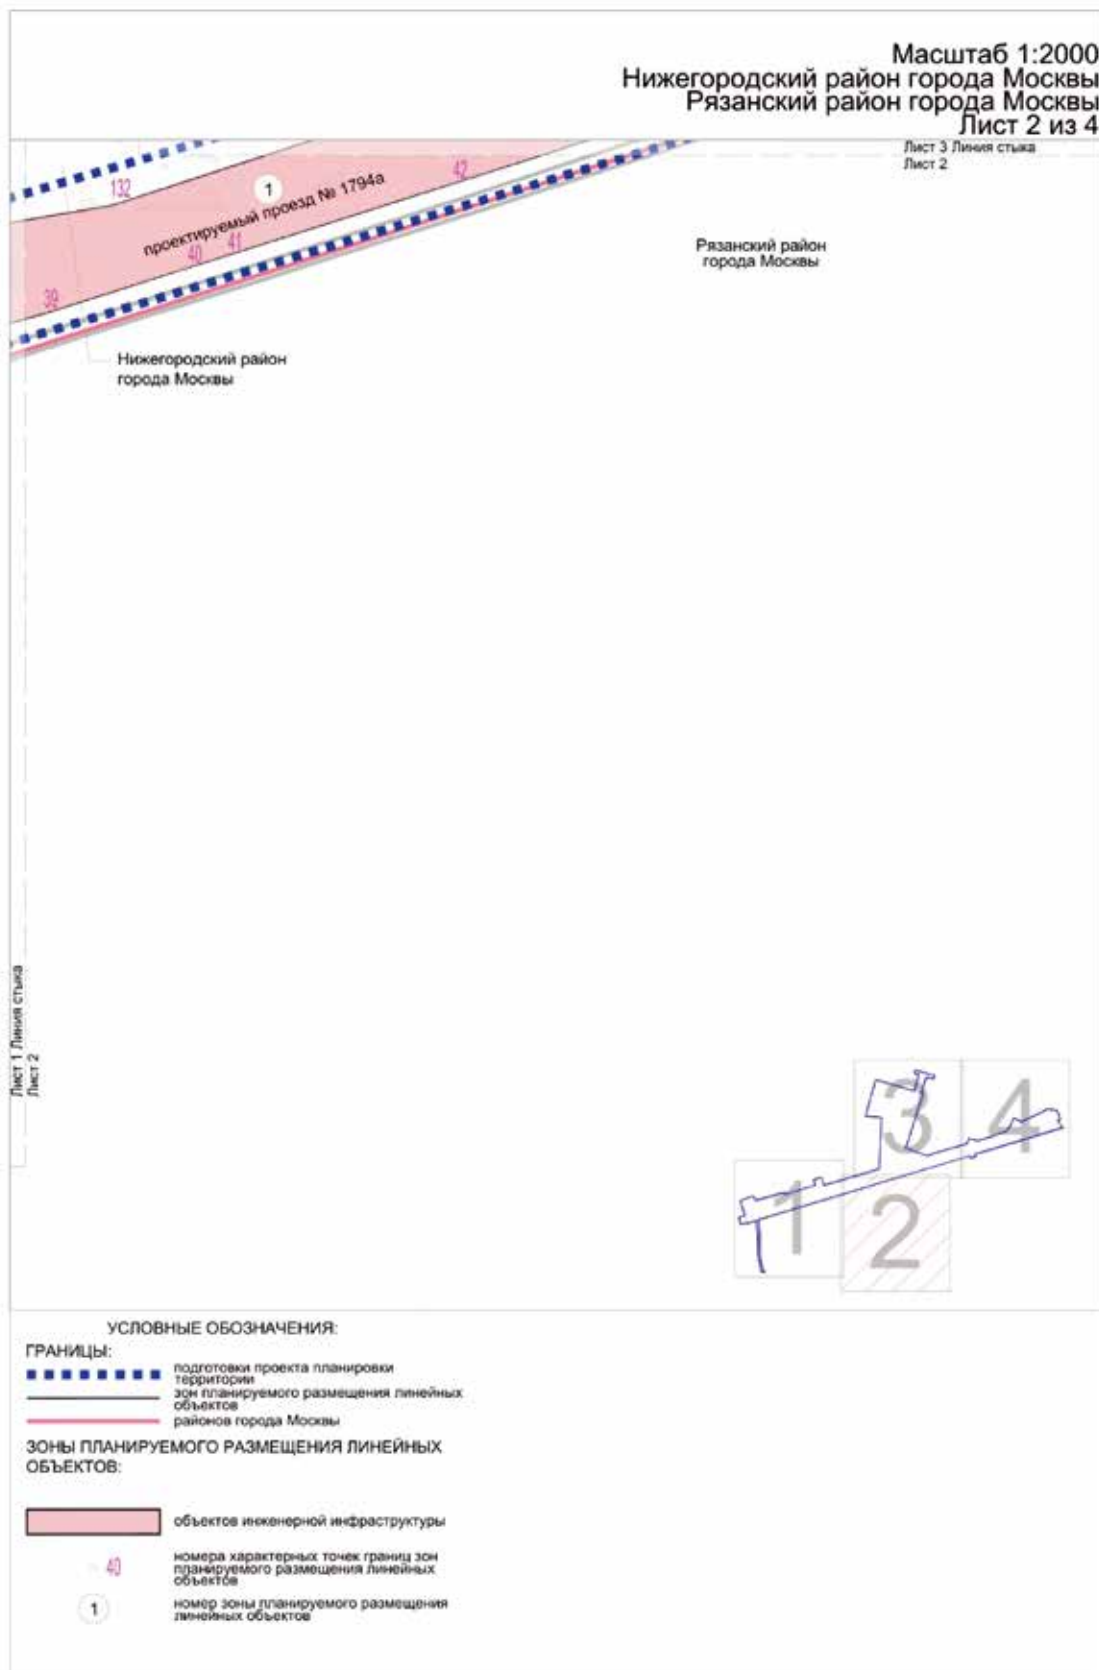 Масштаб 1:2000
Нижегородский район города Москвы
Рязанский район города Москвы
Лист 2 из 4
Лист 3 Линия стыка
Лист 2
132
1
42
проектируемый проезд № 1794а
40
41
39
Рязанский район
города Москвы
Нижегородский район
города Москвы
Лист 1 Линия стыка
Лист 2
3
4
1
2
УСЛОВНЫЕ ОБОЗНАЧЕНИЯ:
ГРАНИЦЫ:
подготовки проекта планировки
территории
зон планируемого размещения линейных
объектов
районов города Москвы
ЗОНЫ ПЛАНИРУЕМОГО РАЗМЕЩЕНИЯ ЛИНЕЙНЫХ
ОБЪЕКТОВ:
объектов инженерной инфраструктуры
40
номера характерных точек границ зон
планируемого размещения линейных
объектов
1
номер зоны планируемого размещения
линейных объектов